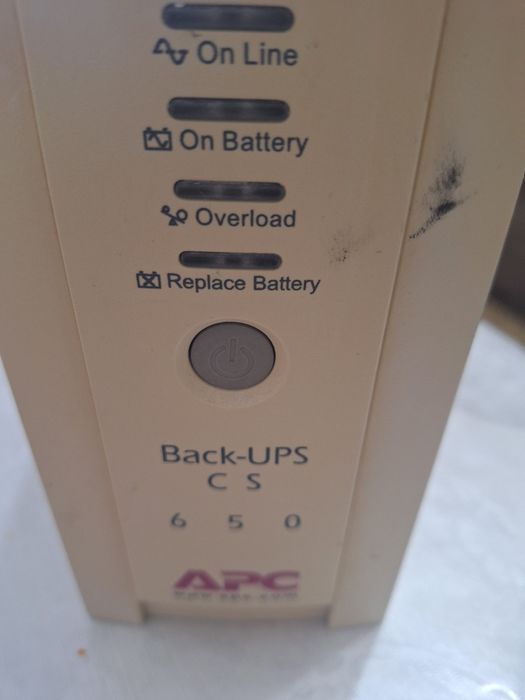 On Line
On Battery
Overload
Replace Battery
Back-UPS
CS
650
APC